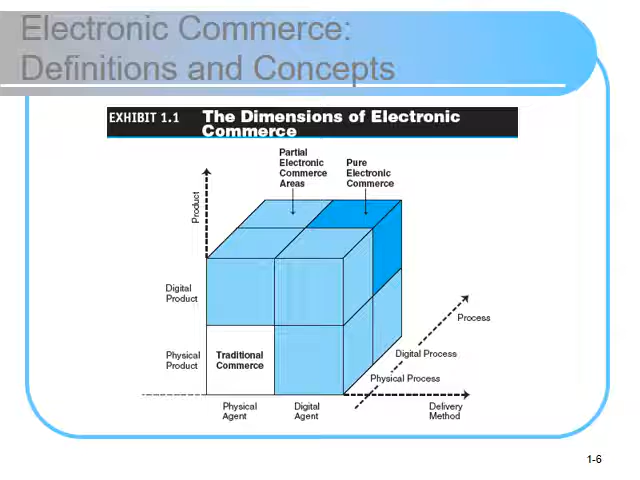 Electronic Commerce:
Definitions and Concepts
EXHIBIT 1.1 The Dimensions of Electronic
Commerce
Partial
Electronic
Commerce
Areas
Pure
Electronic
Commerce
Product
Digital
Product
Process
Physical
Product
Traditional
Commerce
Digital Process
Physical Process
Physical
Agent
Digital
Agent
Delivery
Method
1-6